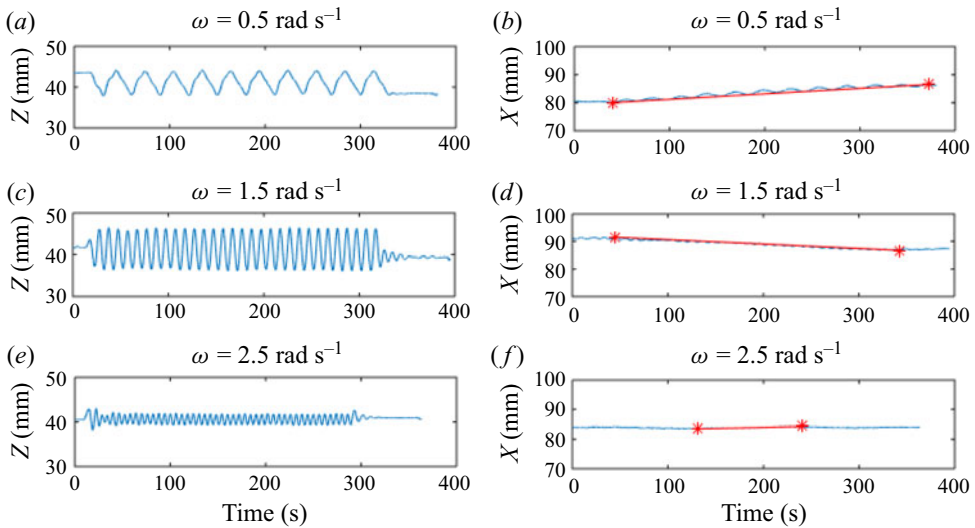 (a) ω = 0.5 rad s⁻¹
50
40
30
Z (mm)
0 100 200 300 400
(b) ω = 0.5 rad s⁻¹
100
90
80
70
X (mm)
0 100 200 300 400
(c) ω = 1.5 rad s⁻¹
50
40
30
Z (mm)
0 100 200 300 400
(d) ω = 1.5 rad s⁻¹
100
90
80
70
X (mm)
0 100 200 300 400
(e) ω = 2.5 rad s⁻¹
50
40
30
Z (mm)
0 100 200 300 400
Time (s)
(f) ω = 2.5 rad s⁻¹
100
90
80
70
X (mm)
0 100 200 300 400
Time (s)